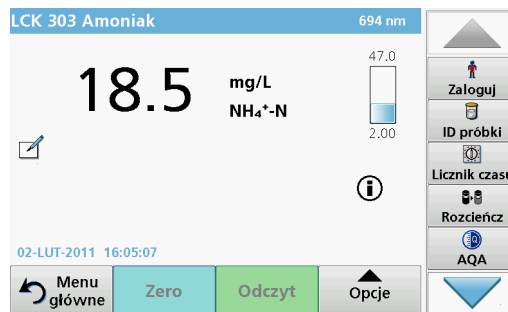 LCK 303 Amoniak 694 nm
47.0
18.5 mg/L
NH₄⁺-N
2.00
i
02-LUT-2011 16:05:07
Menu główne
Zero
Odczyt
Opcje
Zaloguj
ID próbki
Licznik czasu
Rozcieńcz
AQA